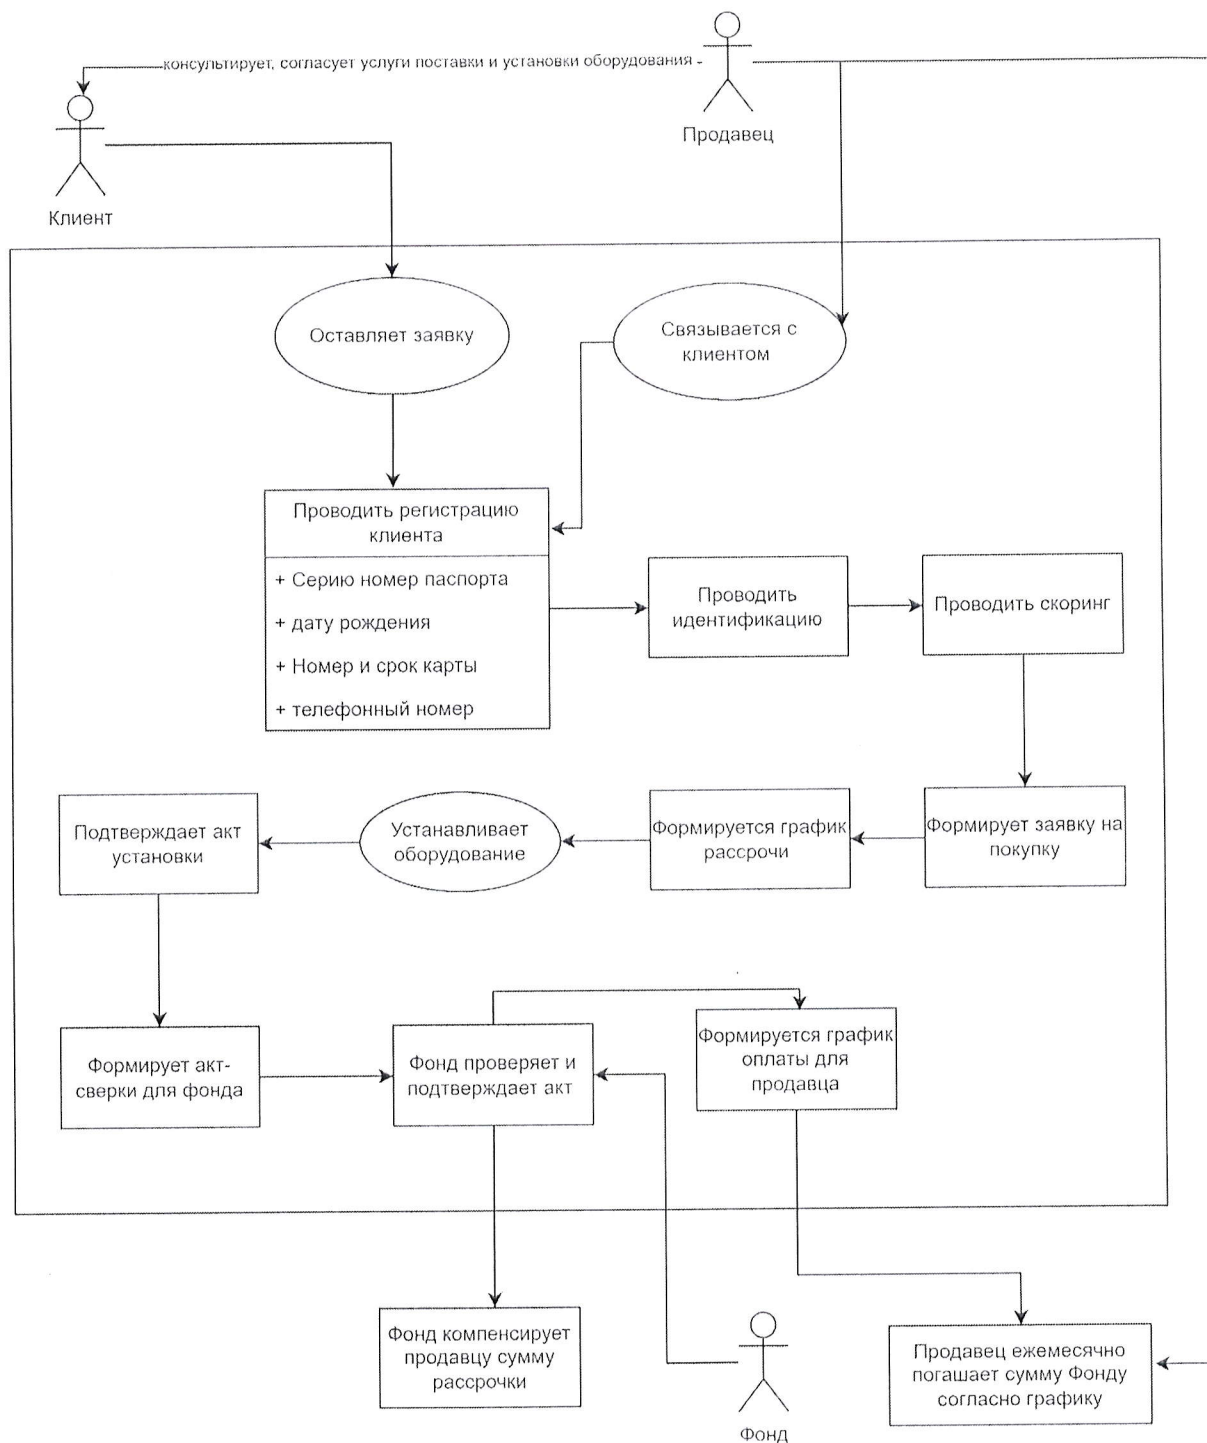 консультирует, согласует услуги поставки и установки оборудования
Продавец
Клиент
Оставляет заявку
Связывается с
клиентом
Проводить регистрацию
клиента
+ Серию номер паспорта
+ дату рождения
+ Номер и срок карты
+ телефонный номер
Проводить
идентификацию
Проводить скоринг
Подтверждает акт
установки
Устанавливает
оборудование
Формируется график
рассрочи
Формирует заявку на
покупку
Формирует акт-
сверки для фонда
Фонд проверяет и
подтверждает акт
Формируется график
оплаты для
продавца
Фонд компенсирует
продавцу сумму
рассрочки
Фонд
Продавец ежемесячно
погашает сумму Фонду
согласно графику